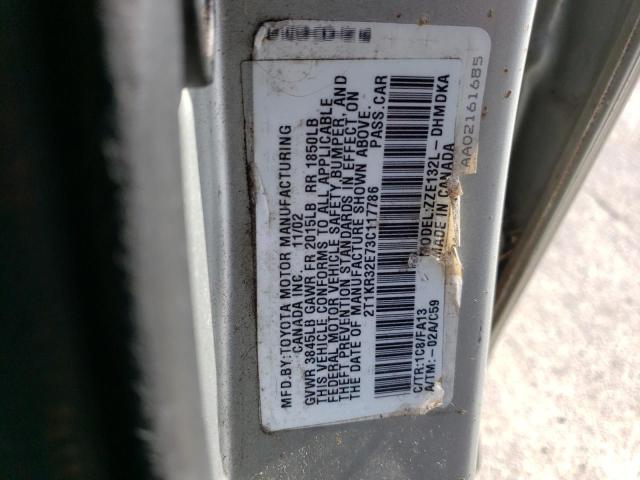 MFD.BY:TOYOTA MOTOR MANUFACTURING
CANADA INC. 11/02
GVWR 3845LB GAWR FR 2015LB RR 1850LB
THIS VEHICLE CONFORMS TO ALL APPLICABLE
FEDERAL MOTOR VEHICLE SAFETY BUMPER, AND
THEFT PREVENTION STANDARDS IN EFFECT ON
THE DATE OF MANUFACTURE SHOWN ABOVE.
2T1KR32E73C117786 PASS.CAR
C/TR:1C8/FA13 MODEL:ZZE132L-DHMDKA
A/TM:-02A/C59 MADE IN CANADA
AA02161685